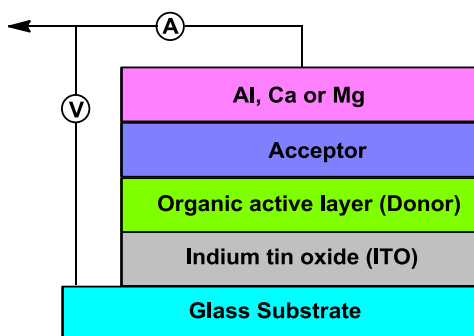 A
V
Al, Ca or Mg
Acceptor
Organic active layer (Donor)
Indium tin oxide (ITO)
Glass Substrate